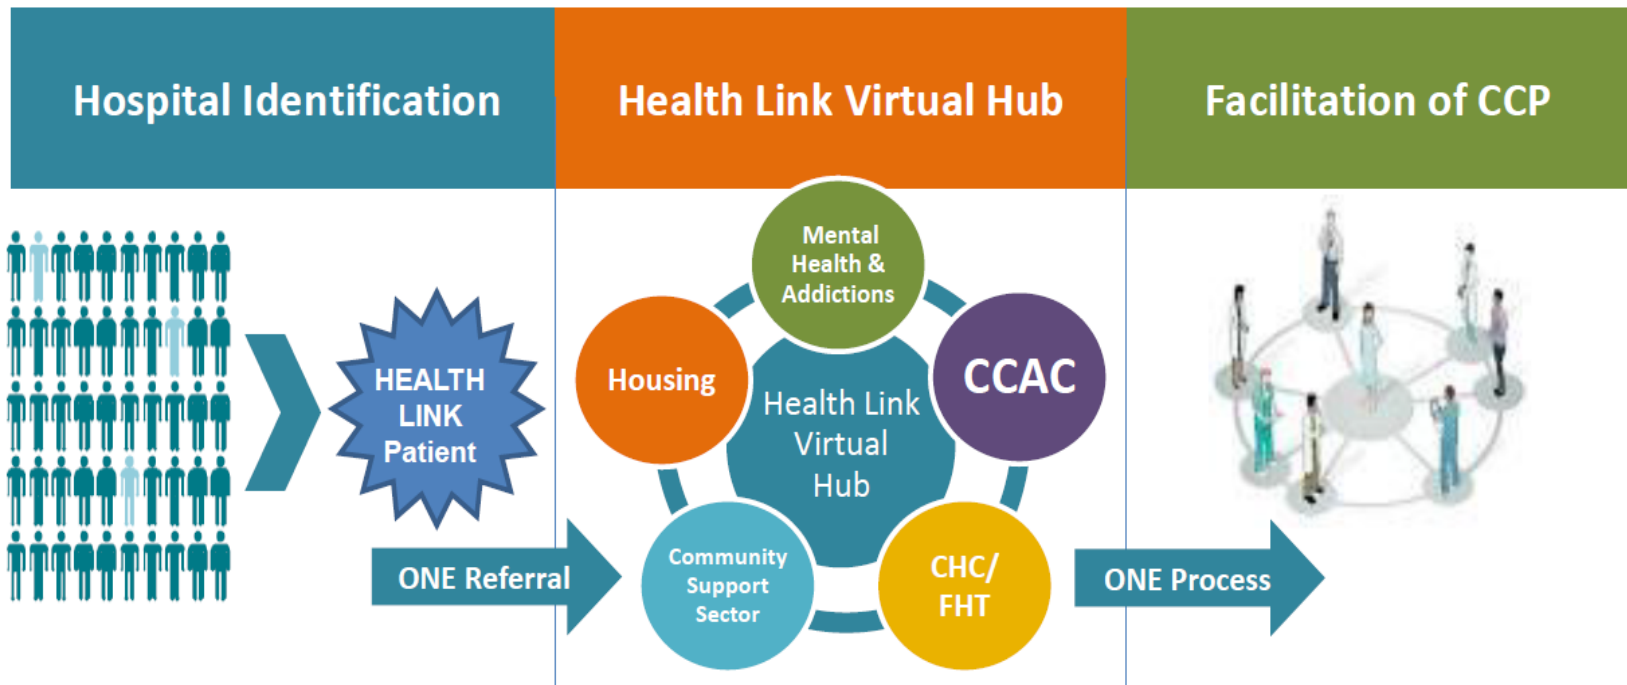 Hospital Identification
Health Link Virtual Hub
Facilitation of CCP
HEALTH
LINK
Patient
ONE Referral
Mental
Health &
Addictions
Housing
CCAC
Health Link
Virtual
Hub
Community
Support
Sector
CHC/
FHT
ONE Process